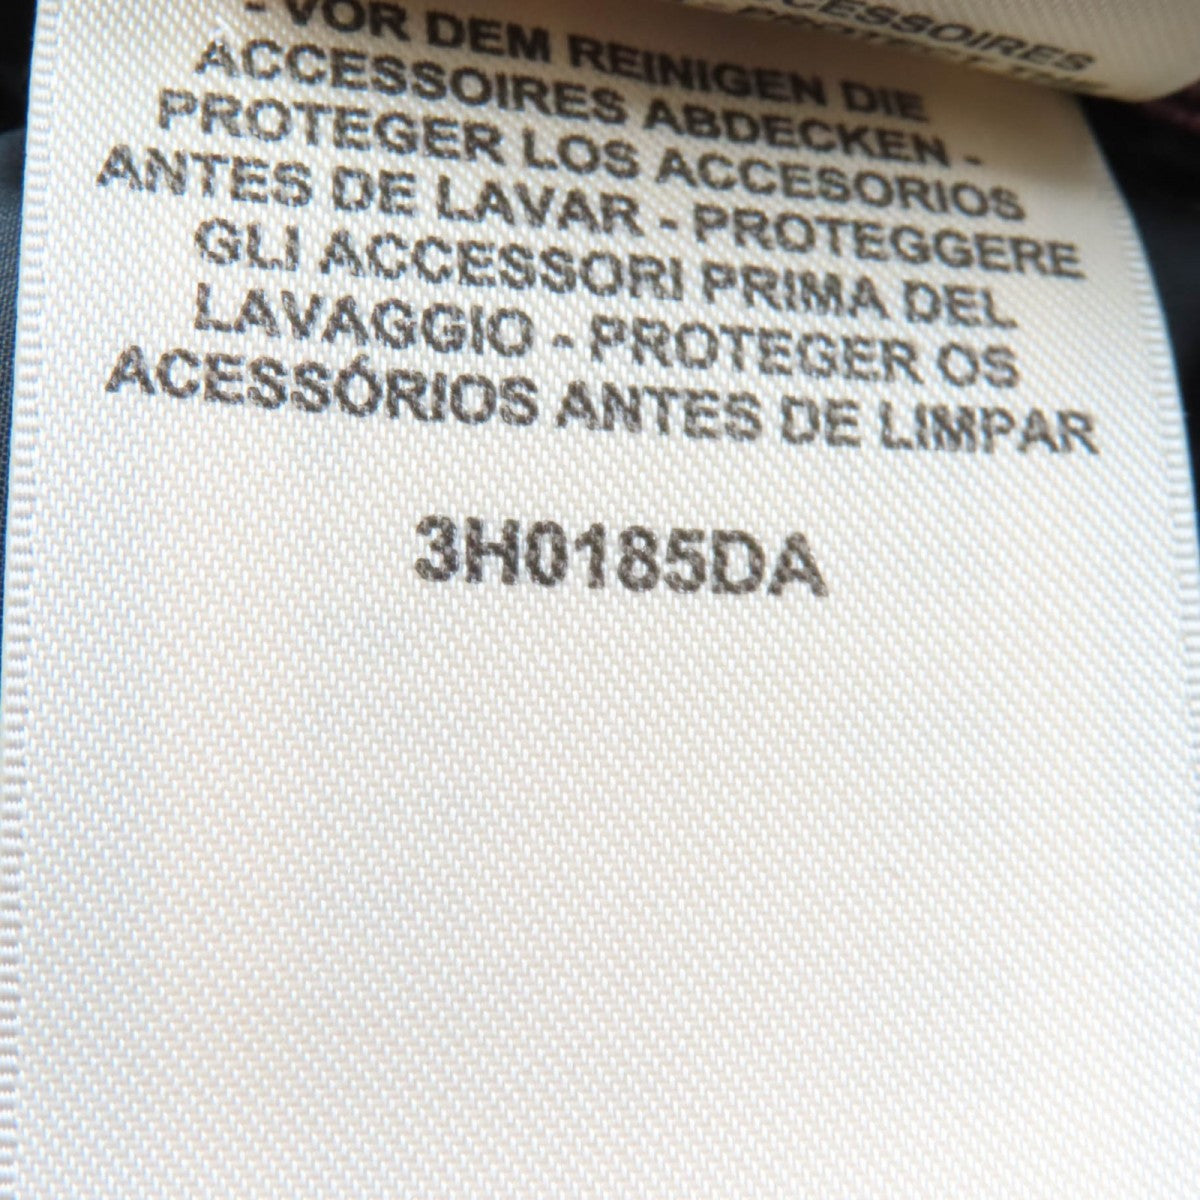 CCESSOIRES
- VOR DEM REINIGEN DIE
ACCESSOIRES ABDECKEN -
PROTEGER LOS ACCESORIOS
ANTES DE LAVAR - PROTEGGERE
GLI ACCESSORI PRIMA DEL
LAVAGGIO - PROTEGER OS
ACESSÓRIOS ANTES DE LIMPAR
3H0185DA